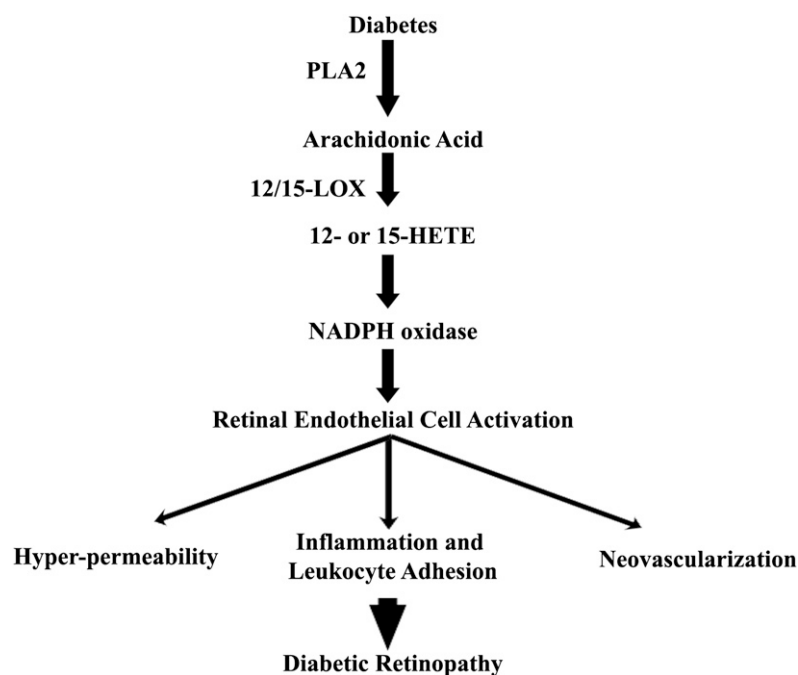 Diabetes
PLA2
Arachidonic Acid
12/15-LOX
12- or 15-HETE
NADPH oxidase
Retinal Endothelial Cell Activation
Hyper-permeability
Inflammation and
Leukocyte Adhesion
Neovascularization
Diabetic Retinopathy